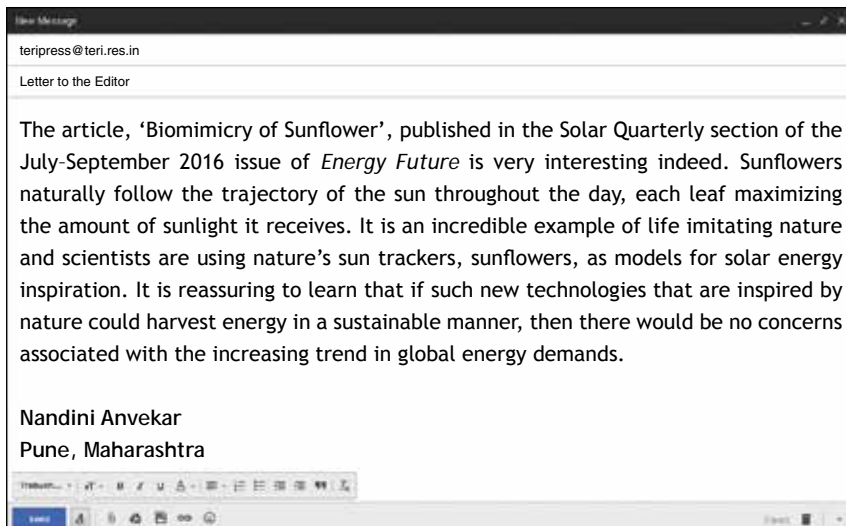 New Message
teripress@teri.res.in
Letter to the Editor
The article, ‘Biomimicry of Sunflower’, published in the Solar Quarterly section of the
July–September 2016 issue of Energy Future is very interesting indeed. Sunflowers
naturally follow the trajectory of the sun throughout the day, each leaf maximizing
the amount of sunlight it receives. It is an incredible example of life imitating nature
and scientists are using nature’s sun trackers, sunflowers, as models for solar energy
inspiration. It is reassuring to learn that if such new technologies that are inspired by
nature could harvest energy in a sustainable manner, then there would be no concerns
associated with the increasing trend in global energy demands.
Nandini Anvekar
Pune, Maharashtra